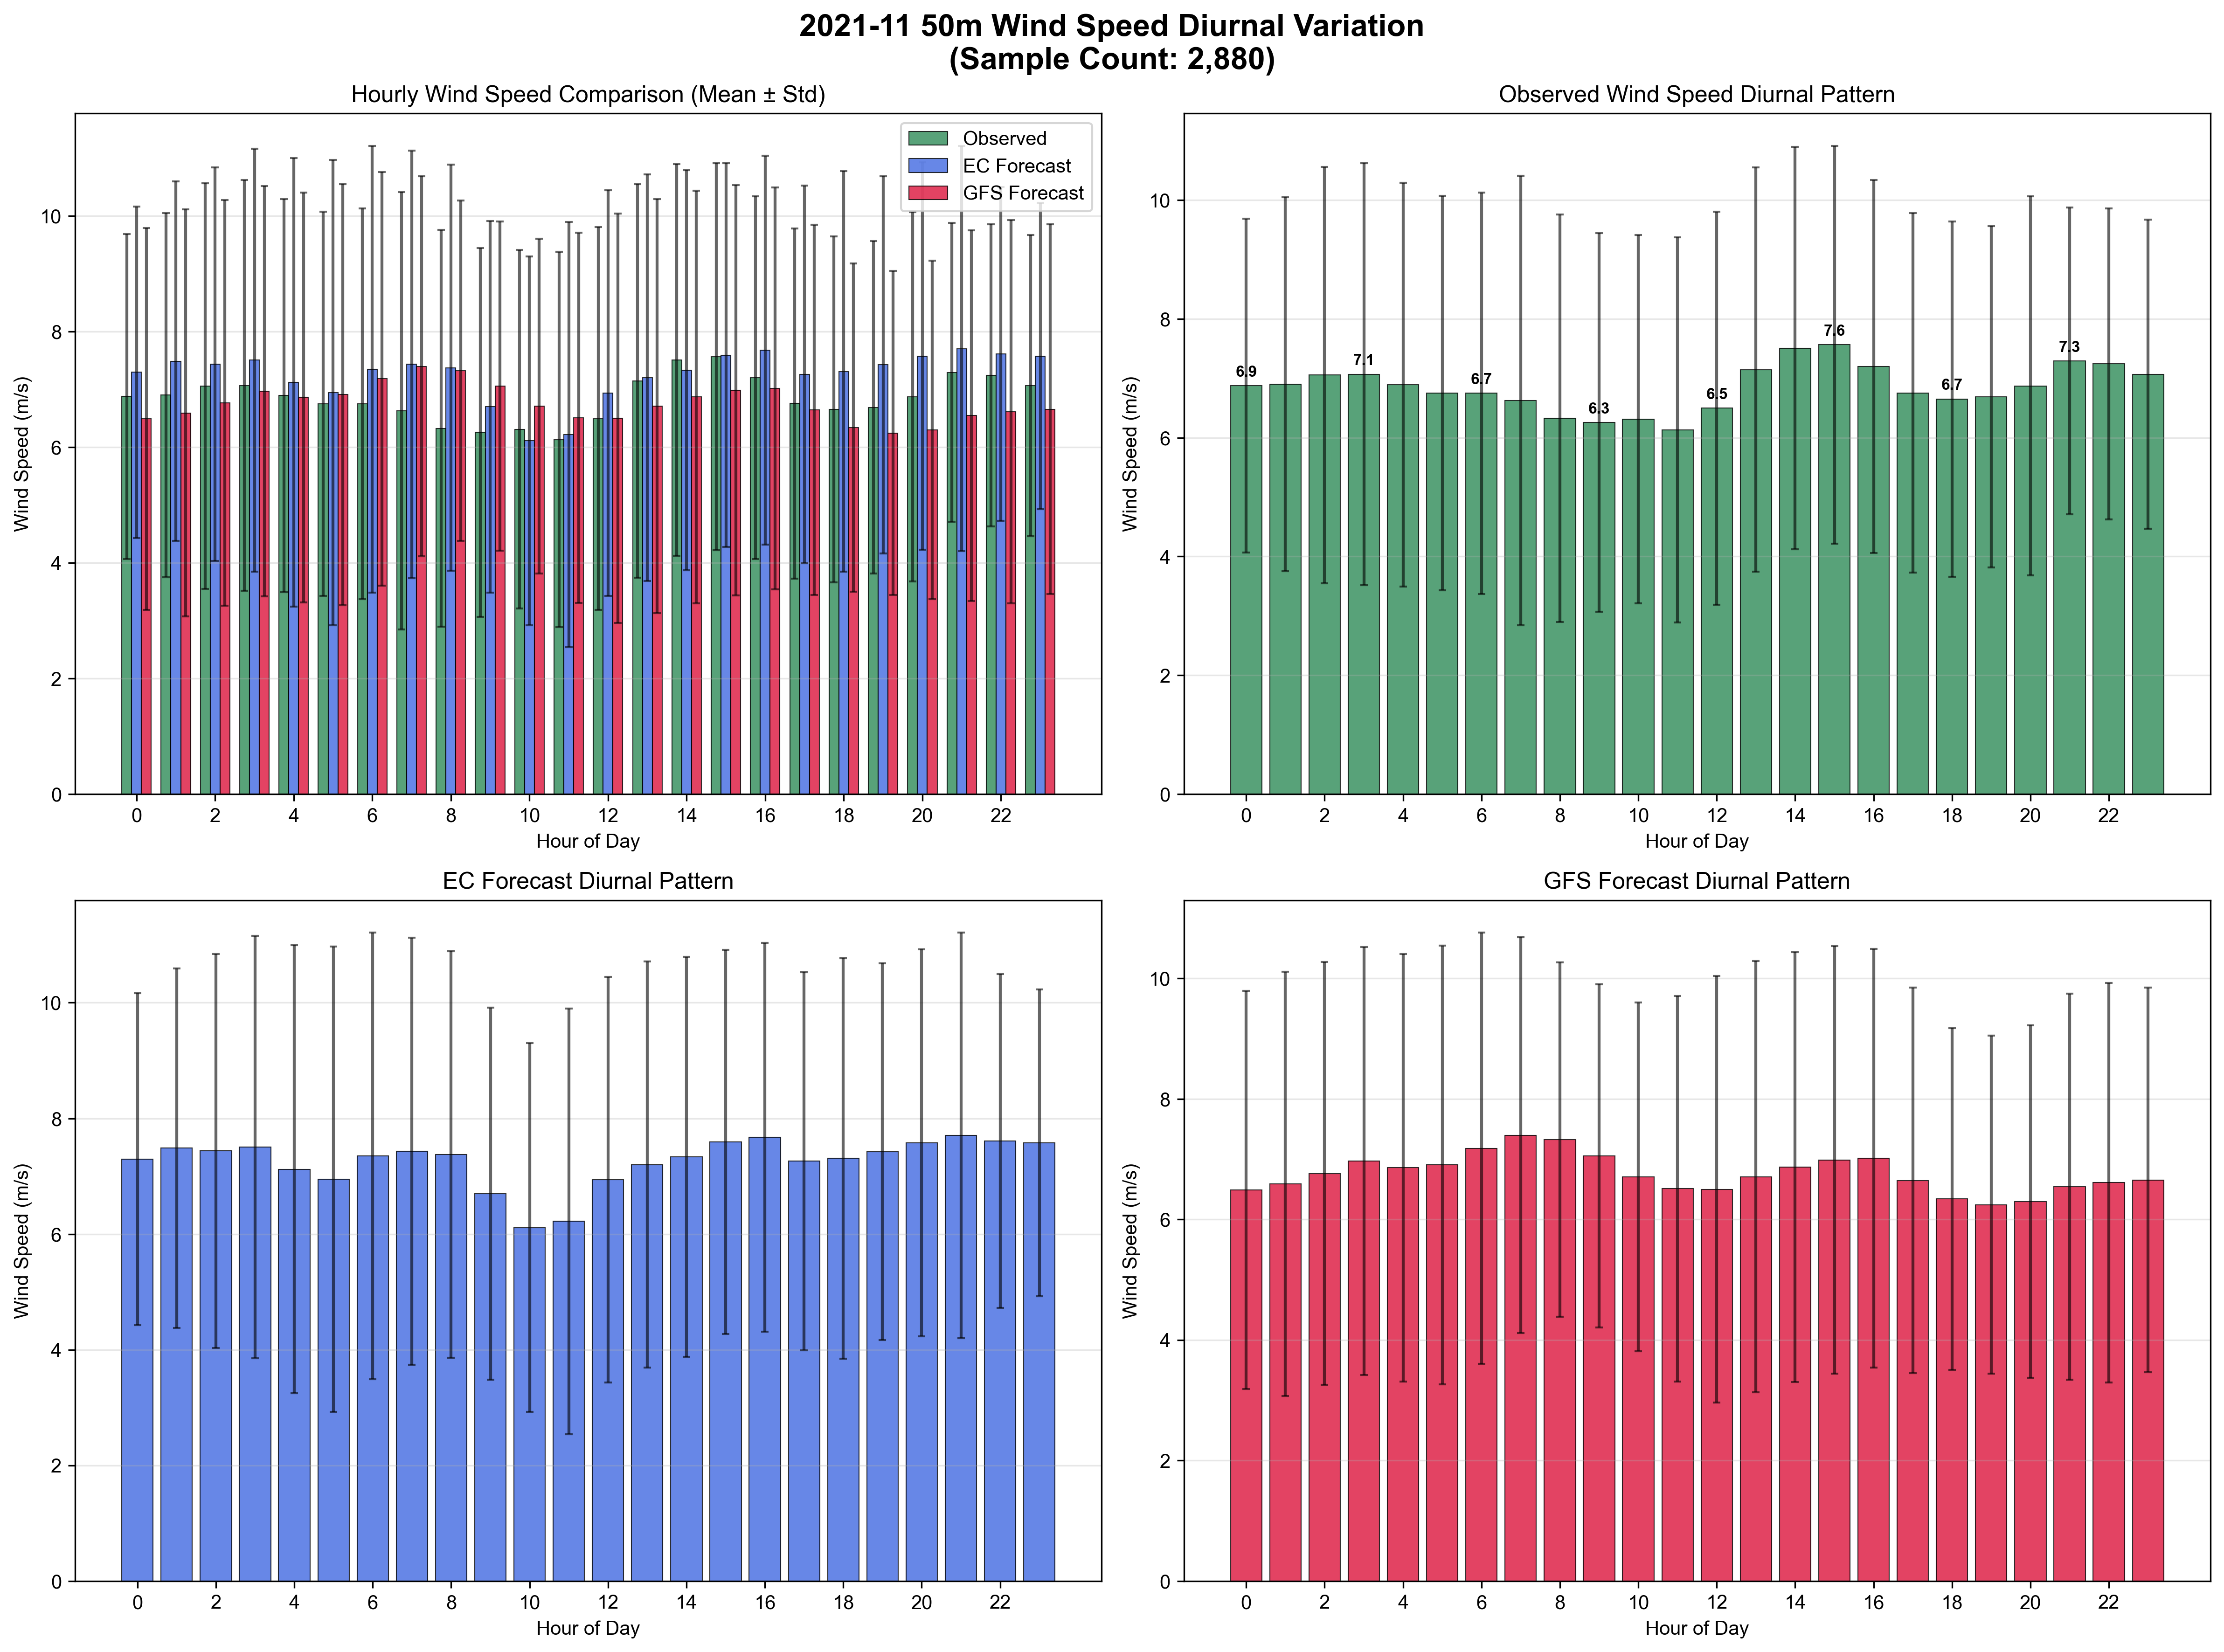 2021-11 50m Wind Speed Diurnal Variation
(Sample Count: 2,880)
Hourly Wind Speed Comparison (Mean ± Std)
Observed
EC Forecast
GFS Forecast
Wind Speed (m/s)
10
8
6
4
2
0
0 2 4 6 8 10 12 14 16 18 20 22
Hour of Day
Observed Wind Speed Diurnal Pattern
Wind Speed (m/s)
10
8
6
4
2
0
6.9 7.1 6.7 6.3 6.5 7.6 6.7 7.3
0 2 4 6 8 10 12 14 16 18 20 22
Hour of Day
EC Forecast Diurnal Pattern
Wind Speed (m/s)
10
8
6
4
2
0
0 2 4 6 8 10 12 14 16 18 20 22
Hour of Day
GFS Forecast Diurnal Pattern
Wind Speed (m/s)
10
8
6
4
2
0
0 2 4 6 8 10 12 14 16 18 20 22
Hour of Day